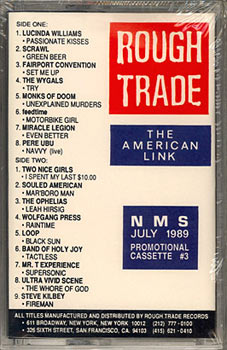 SIDE ONE:
1. LUCINDA WILLIAMS
• PASSIONATE KISSES
2. SCRAWL
• GREEN BEER
3. FAIRPORT CONVENTION
• SET ME UP
4. THE WYGALS
• TRY
5. MONKS OF DOOM
• UNEXPLAINED MURDERS
6. feedtime
• MOTORBIKE GIRL
7. MIRACLE LEGION
• EVEN BETTER
8. PERE UBU
• NAVVY (live)
SIDE TWO:
1. TWO NICE GIRLS
• I SPENT MY LAST $10.00
2. SOULED AMERICAN
• MAR'BORO MAN
3. THE OPHELIAS
• LEAH HIRSIG
4. WOLFGANG PRESS
• RAINTIME
5. LOOP
• BLACK SUN
6. BAND OF HOLY JOY
• TACTLESS
7. MR. T EXPERIENCE
• SUPERSONIC
8. ULTRA VIVID SCENE
• THE WHORE OF GOD
9. STEVE KILBEY
• FIREMAN
ROUGH
TRADE
THE
AMERICAN
LINK
NMS
JULY 1989
PROMOTIONAL
CASSETTE #3
ALL TITLES MANUFACTURED AND DISTRIBUTED BY ROUGH TRADE RECORDS
• 611 BROADWAY, NEW YORK, NEW YORK 10012 (212) 777-0100
• 326 SIXTH STREET, SAN FRANCISCO, CA. 94103 (415) 621-0410